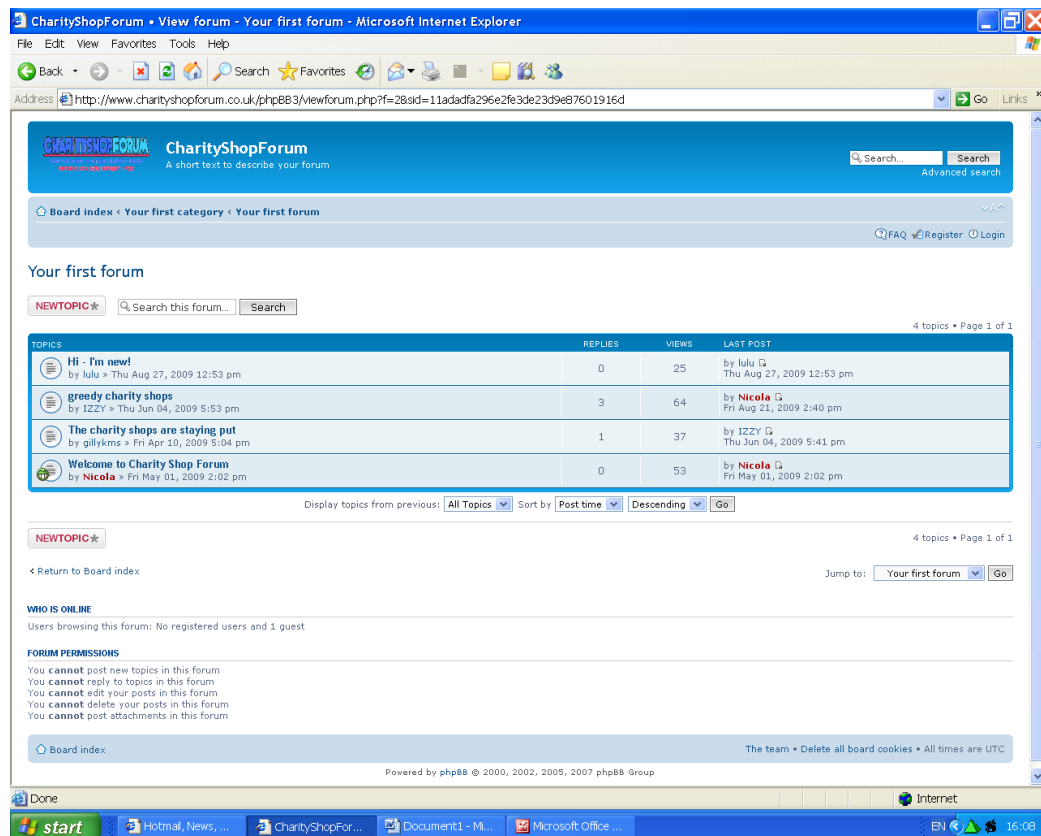 CharityShopForum • View forum - Your first forum - Microsoft Internet Explorer
File Edit View Favorites Tools Help
Back Search Favorites
Address http://www.charityshopforum.co.uk/phpBB3/viewforum.php?f=2&sid=11adadfa296e2fe3de23d9e87601916d Go Links »
CHARITYSHOPFORUM
CharityShopForum
A short text to describe your forum
Search... Search
Advanced search
Board index ‹ Your first category ‹ Your first forum
FAQ Register Login
Your first forum
NEWTOPIC* Search this forum... Search
4 topics • Page 1 of 1
TOPICS REPLIES VIEWS LAST POST
Hi - I'm new! 0 25 by lulu
by lulu » Thu Aug 27, 2009 12:53 pm Thu Aug 27, 2009 12:53 pm
greedy charity shops 3 64 by Nicola
by IZZY » Thu Jun 04, 2009 5:53 pm Fri Aug 21, 2009 2:40 pm
The charity shops are staying put 1 37 by IZZY
by gillykms » Fri Apr 10, 2009 5:04 pm Thu Jun 04, 2009 5:41 pm
Welcome to Charity Shop Forum 0 53 by Nicola
by Nicola » Fri May 01, 2009 2:02 pm Fri May 01, 2009 2:02 pm
Display topics from previous: All Topics Sort by Post time Descending Go
NEWTOPIC* 4 topics • Page 1 of 1
Return to Board index Jump to: Your first forum Go
WHO IS ONLINE
Users browsing this forum: No registered users and 1 guest
FORUM PERMISSIONS
You cannot post new topics in this forum
You cannot reply to topics in this forum
You cannot edit your posts in this forum
You cannot delete your posts in this forum
You cannot post attachments in this forum
Board index The team • Delete all board cookies • All times are UTC
Powered by phpBB © 2000, 2002, 2005, 2007 phpBB Group
Done Internet
start Hotmail, News, ... CharityShopFor... Document1 - Mi... Microsoft Office ... EN 16:08